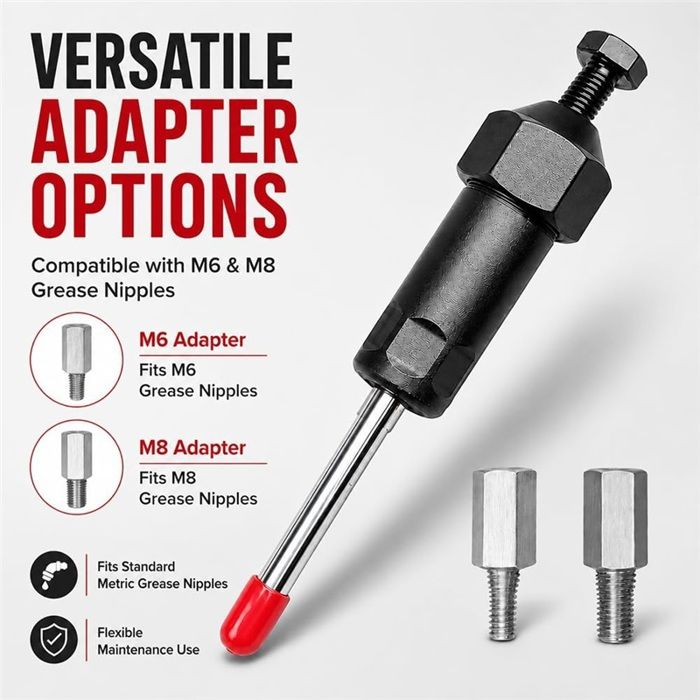 VERSATILE
ADAPTER
OPTIONS
Compatible with M6 & M8
Grease Nipples
M6 Adapter
Fits M6
Grease Nipples
M8 Adapter
Fits M8
Grease Nipples
Fits Standard
Metric Grease Nipples
Flexible
Maintenance Use